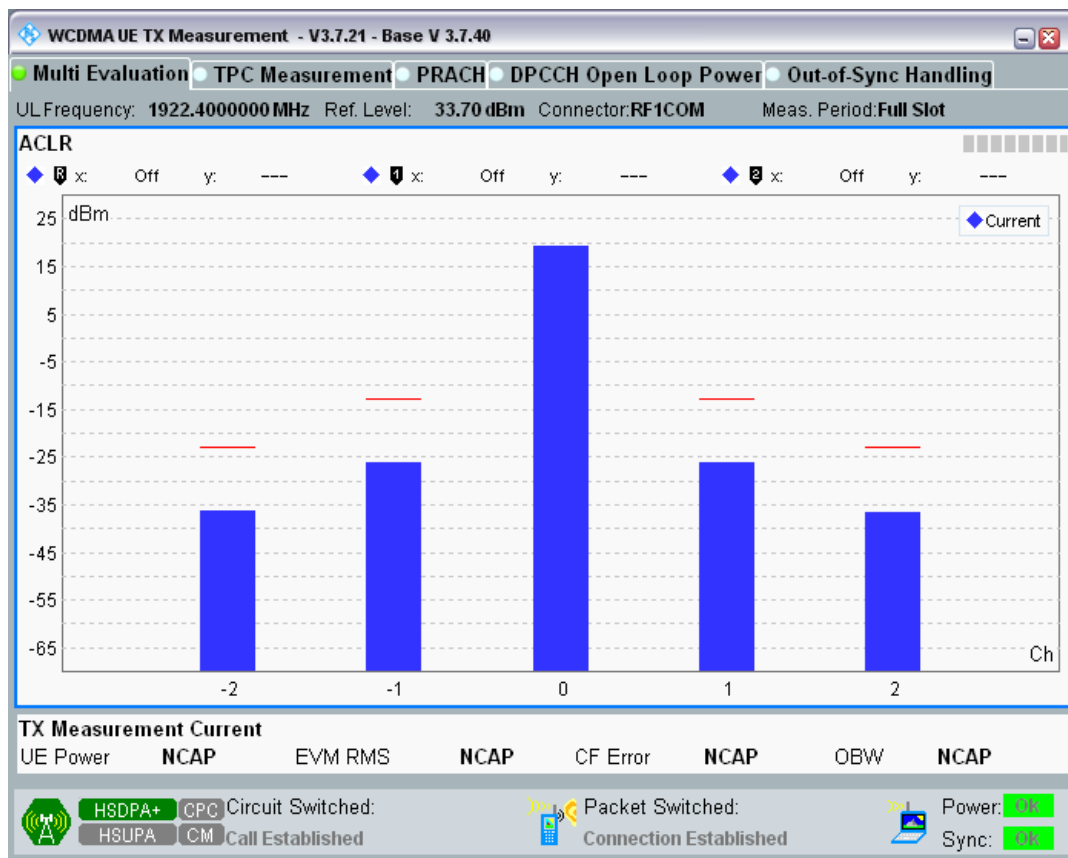 WCDMA UE TX Measurement - V3.7.21 - Base V 3.7.40
Multi Evaluation TPC Measurement PRACH DPCCH Open Loop Power Out-of-Sync Handling
UL Frequency: 1922.4000000 MHz Ref. Level: 33.70 dBm Connector:RF1COM Meas. Period:Full Slot
ACLR
R x: Off y: --- 1 x: Off y: --- 2 x: Off y: ---
dBm
Current
25
15
5
-5
-15
-25
-35
-45
-55
-65
Ch
-2 -1 0 1 2
TX Measurement Current
UE Power NCAP EVM RMS NCAP CF Error NCAP OBW NCAP
HSDPA+ CPC Circuit Switched: Packet Switched: Power: OK
HSUPA CM Call Established Connection Established Sync: OK